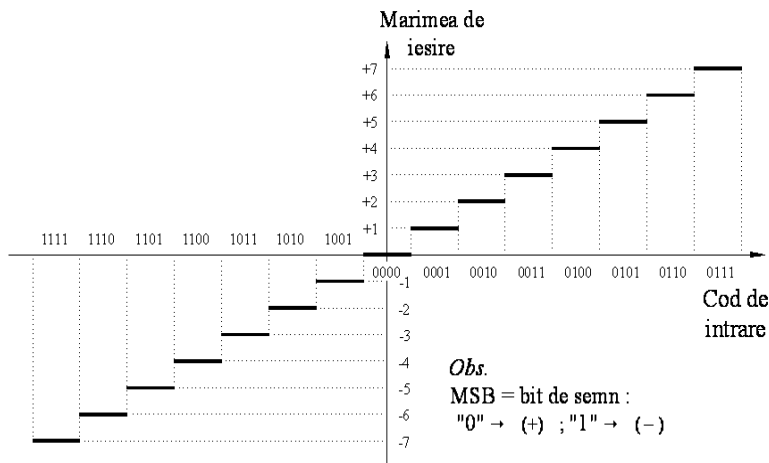 Marimea de
iesire
+7
+6
+5
+4
+3
+2
+1
1111 1110 1101 1100 1011 1010 1001
0000 0001 0010 0011 0100 0101 0110 0111
-1
-2
-3
-4
-5
-6
-7
Cod de
intrare
Obs.
MSB = bit de semn :
"0" → (+) ; "1" → (−)